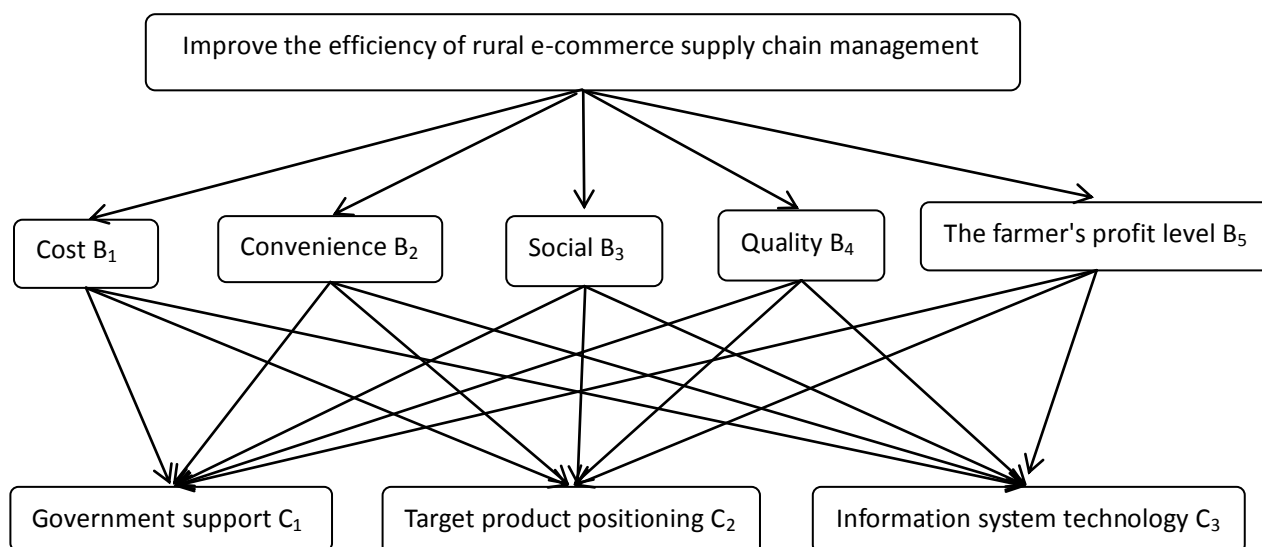 Improve the efficiency of rural e-commerce supply chain management
Cost B₁
Convenience B₂
Social B₃
Quality B₄
The farmer's profit level B₅
Government support C₁
Target product positioning C₂
Information system technology C₃